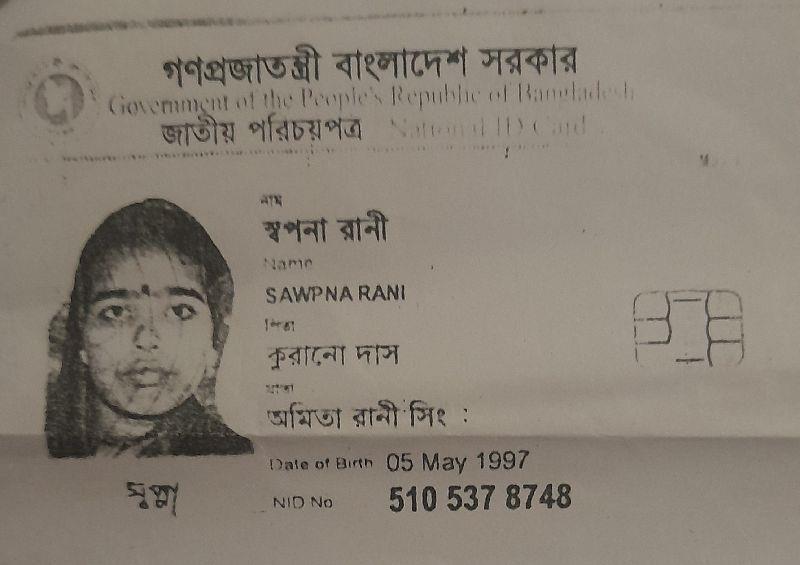 গণপ্রজাতন্ত্রী বাংলাদেশ সরকার
Government of the People's Republic of Bangladesh
জাতীয় পরিচয়পত্র National ID Card
নাম
স্বপনা রানী
Name
SAWPNA RANI
পিতা
কুরানো দাস
মাতা
অমিতা রানী সিং :
Date of Birth 05 May 1997
NID No 510 537 8748